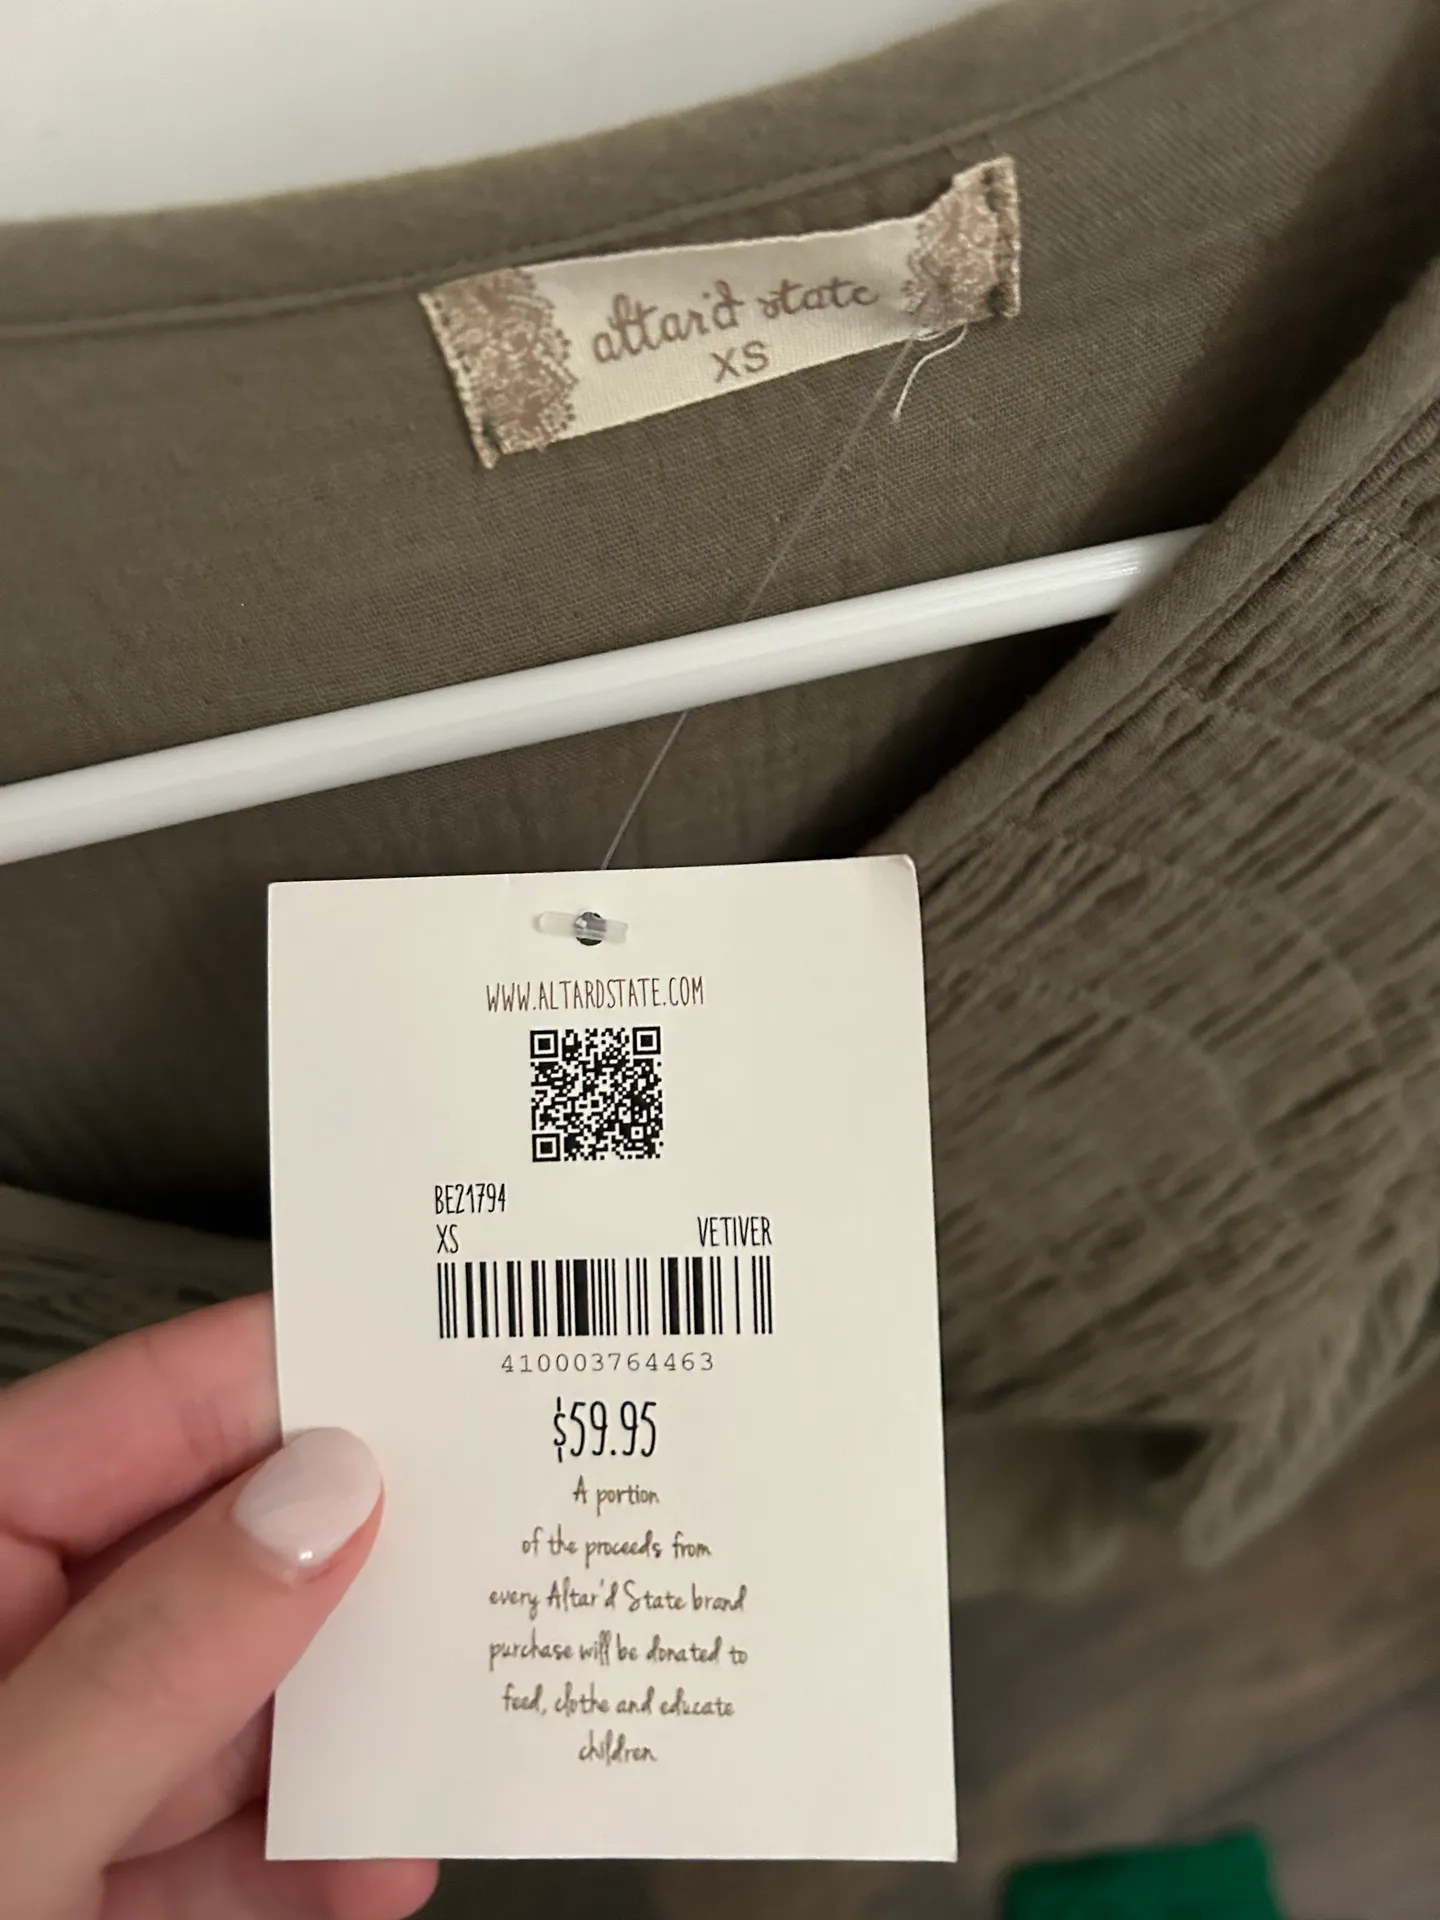 altar'd state
XS
WWW.ALTARDSTATE.COM
BE21794
XS VETIVER
410003764463
$59.95
A portion
of the proceeds from
every Altar'd State brand
purchase will be donated to
feed, clothe and educate
children